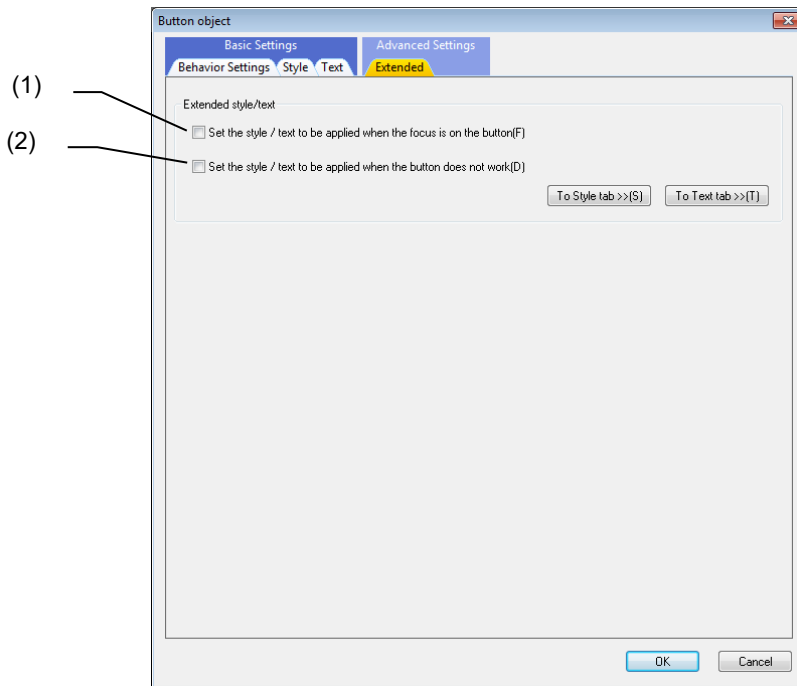 Button object
Basic Settings Advanced Settings
Behavior Settings Style Text Extended
(1)
Extended style/text
Set the style / text to be applied when the focus is on the button(F)
(2)
Set the style / text to be applied when the button does not work(D)
To Style tab >>(S) To Text tab >>(T)
OK Cancel